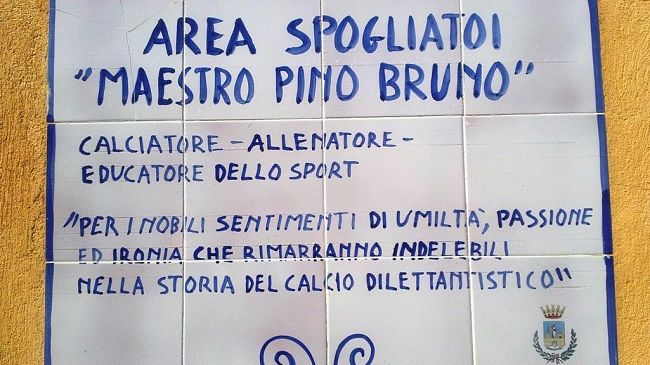 AREA SPOGLIATOI
"MAESTRO PINO BRUNO"
CALCIATORE - ALLENATORE -
EDUCATORE DELLO SPORT
"PER I NOBILI SENTIMENTI DI UMILTÀ, PASSIONE
ED IRONIA CHE RIMARRANNO INDELEBILI
NELLA STORIA DEL CALCIO DILETTANTISTICO"